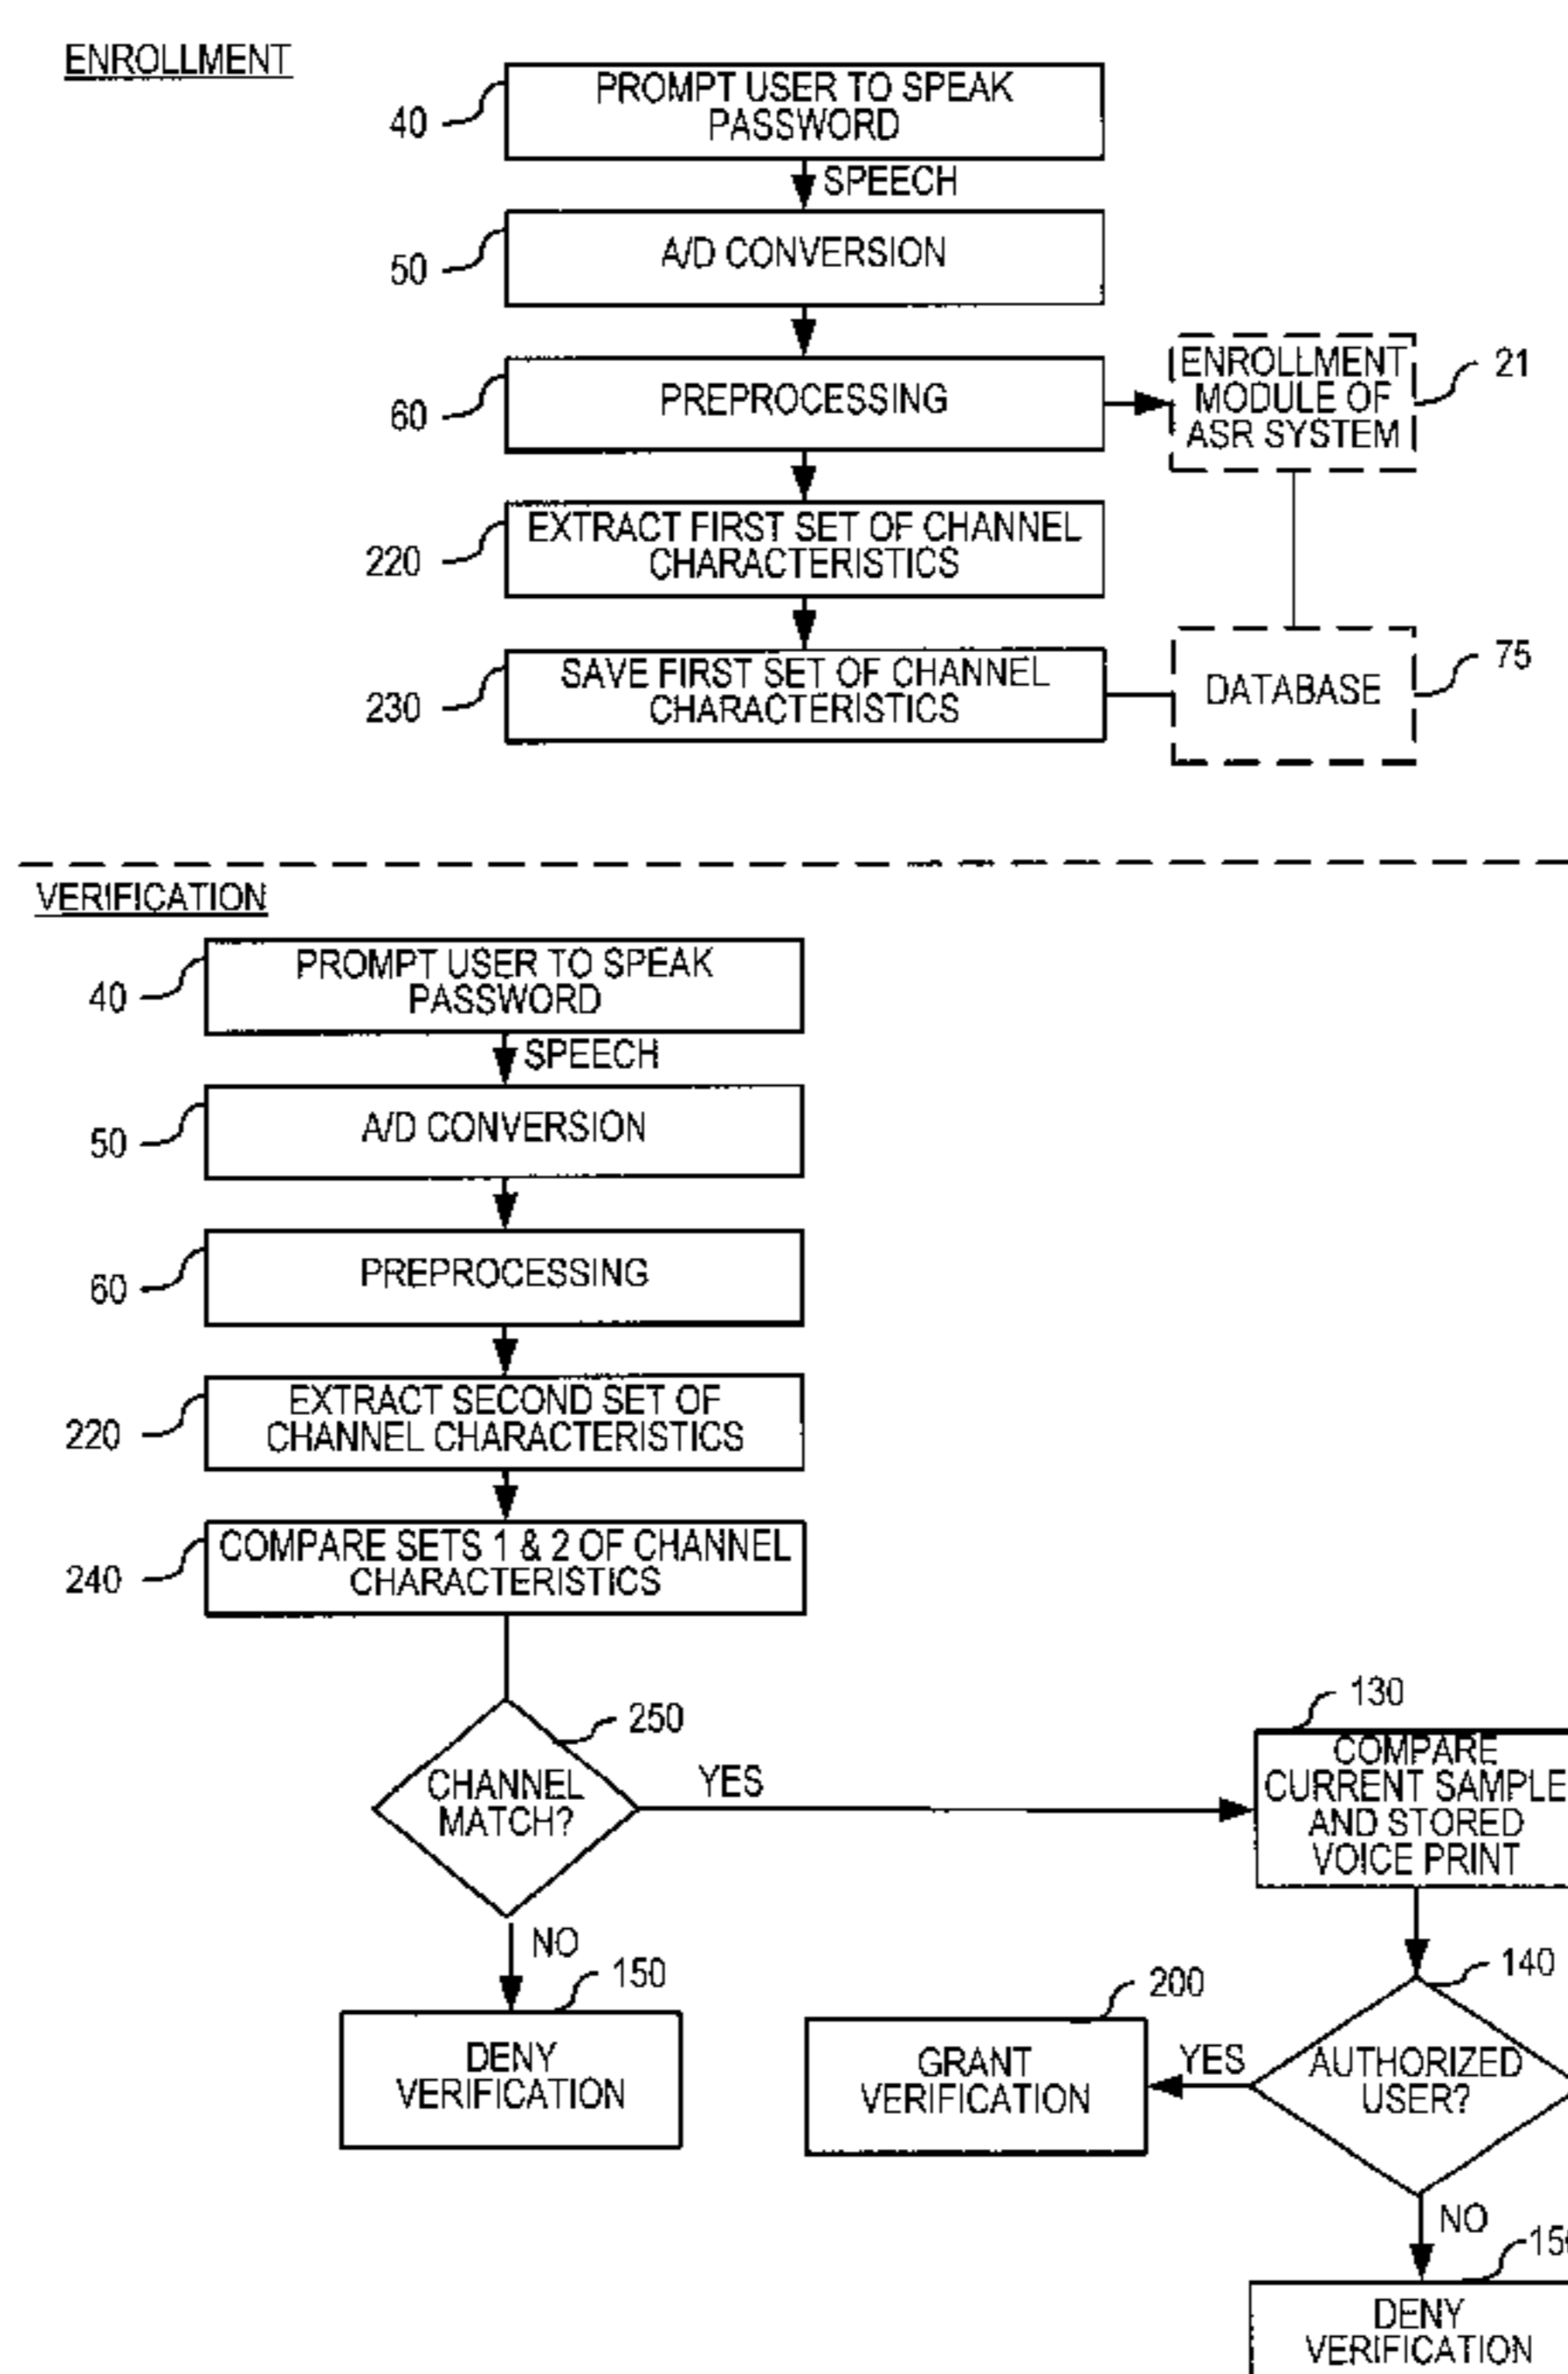 ENROLLMENT
40
PROMPT USER TO SPEAK
PASSWORD
SPEECH
50
A/D CONVERSION
60
PREPROCESSING
ENROLLMENT
MODULE OF
ASR SYSTEM
21
220
EXTRACT FIRST SET OF CHANNEL
CHARACTERISTICS
230
SAVE FIRST SET OF CHANNEL
CHARACTERISTICS
DATABASE
75
VERIFICATION
40
PROMPT USER TO SPEAK
PASSWORD
SPEECH
50
A/D CONVERSION
60
PREPROCESSING
220
EXTRACT SECOND SET OF
CHANNEL CHARACTERISTICS
240
COMPARE SETS 1 & 2 OF CHANNEL
CHARACTERISTICS
250
CHANNEL
MATCH?
YES
130
COMPARE
CURRENT SAMPLE
AND STORED
VOICE PRINT
NO
150
DENY
VERIFICATION
200
GRANT
VERIFICATION
YES
140
AUTHORIZED
USER?
NO
DENY
VERIFICATION